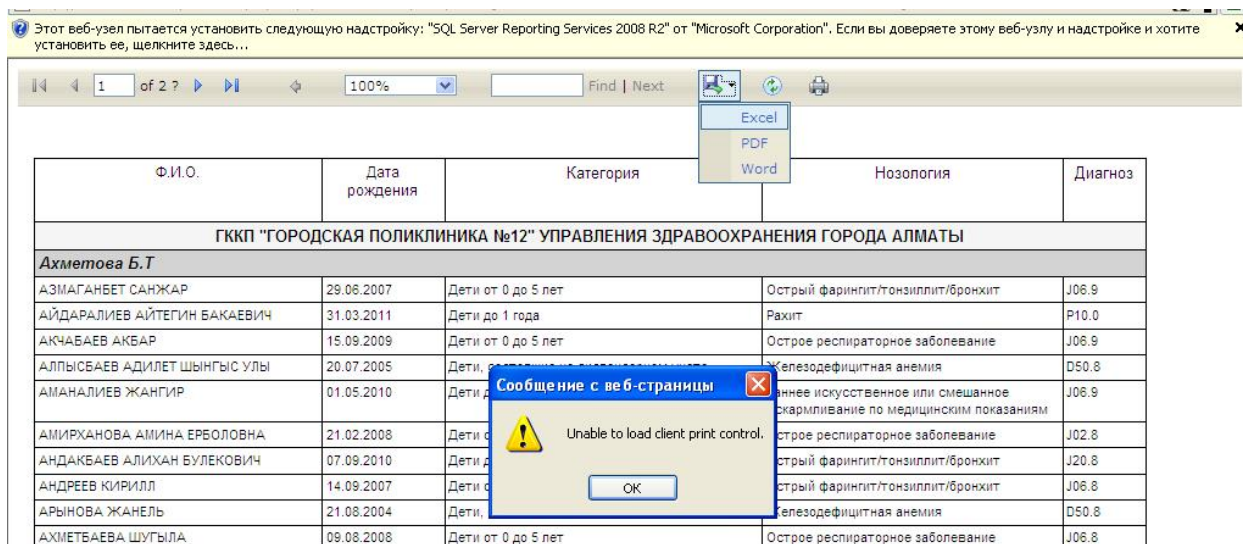 Этот веб-узел пытается установить следующую надстройку: "SQL Server Reporting Services 2008 R2" от "Microsoft Corporation". Если вы доверяете этому веб-узлу и надстройке и хотите
установить ее, щелкните здесь...
1 of 2 ? 100% Find | Next
Excel
PDF
Word
Ф.И.О. Дата рождения Категория Нозология Диагноз
ГККП "ГОРОДСКАЯ ПОЛИКЛИНИКА №12" УПРАВЛЕНИЯ ЗДРАВООХРАНЕНИЯ ГОРОДА АЛМАТЫ
Ахметова Б.Т
АЗМАГАНБЕТ САНЖАР 29.06.2007 Дети от 0 до 5 лет Острый фарингит/тонзиллит/бронхит J06.9
АЙДАРАЛИЕВ АЙТЕГИН БАКАЕВИЧ 31.03.2011 Дети до 1 года Рахит P10.0
АКЧАБАЕВ АКБАР 15.09.2009 Дети от 0 до 5 лет Острое респираторное заболевание J06.9
АЛПЫСБАЕВ АДИЛЕТ ШЫНГЫС УЛЫ 20.07.2005 Дети, Железодефицитная анемия D50.8
АМАНАЛИЕВ ЖАНГИР 01.05.2010 Дети искусственное или смешанное J06.9
вскармливание по медицинским показаниям
АМИРХАНОВА АМИНА ЕРБОЛОВНА 21.02.2008 Дети Острое респираторное заболевание J02.8
АНДАКБАЕВ АЛИХАН БУЛЕКОВИЧ 07.09.2010 Дети Острый фарингит/тонзиллит/бронхит J20.8
АНДРЕЕВ КИРИЛЛ 14.09.2007 Дети Острый фарингит/тонзиллит/бронхит J06.8
АРЫНОВА ЖАНЕЛЬ 21.08.2004 Дети, Железодефицитная анемия D50.8
АХМЕТБАЕВА ШУГЫЛА 09.08.2008 Дети от 0 до 5 лет Острое респираторное заболевание J06.8
Сообщение с веб-страницы
Unable to load client print control.
OK